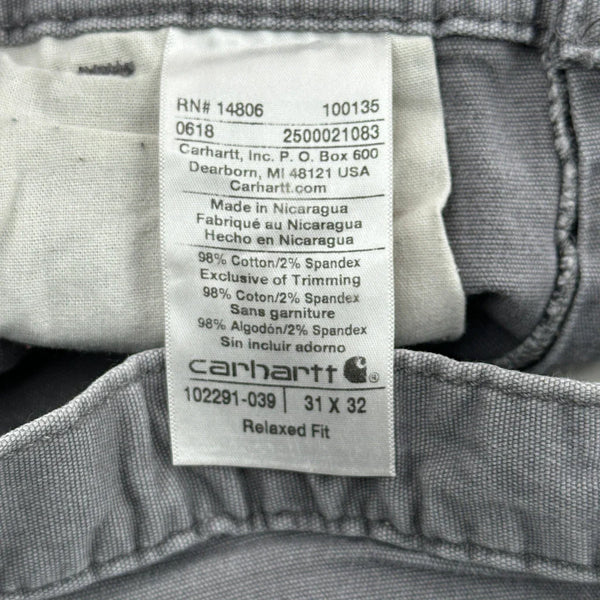 RN# 14806 100135
0618 2500021083
Carhartt, Inc. P. O. Box 600
Dearborn, MI 48121 USA
Carhartt.com
Made in Nicaragua
Fabriqué au Nicaragua
Hecho en Nicaragua
98% Cotton/2% Spandex
Exclusive of Trimming
98% Coton/2% Spandex
Sans garniture
98% Algodón/2% Spandex
Sin incluir adorno
carhartt ®
102291-039 | 31 X 32
Relaxed Fit